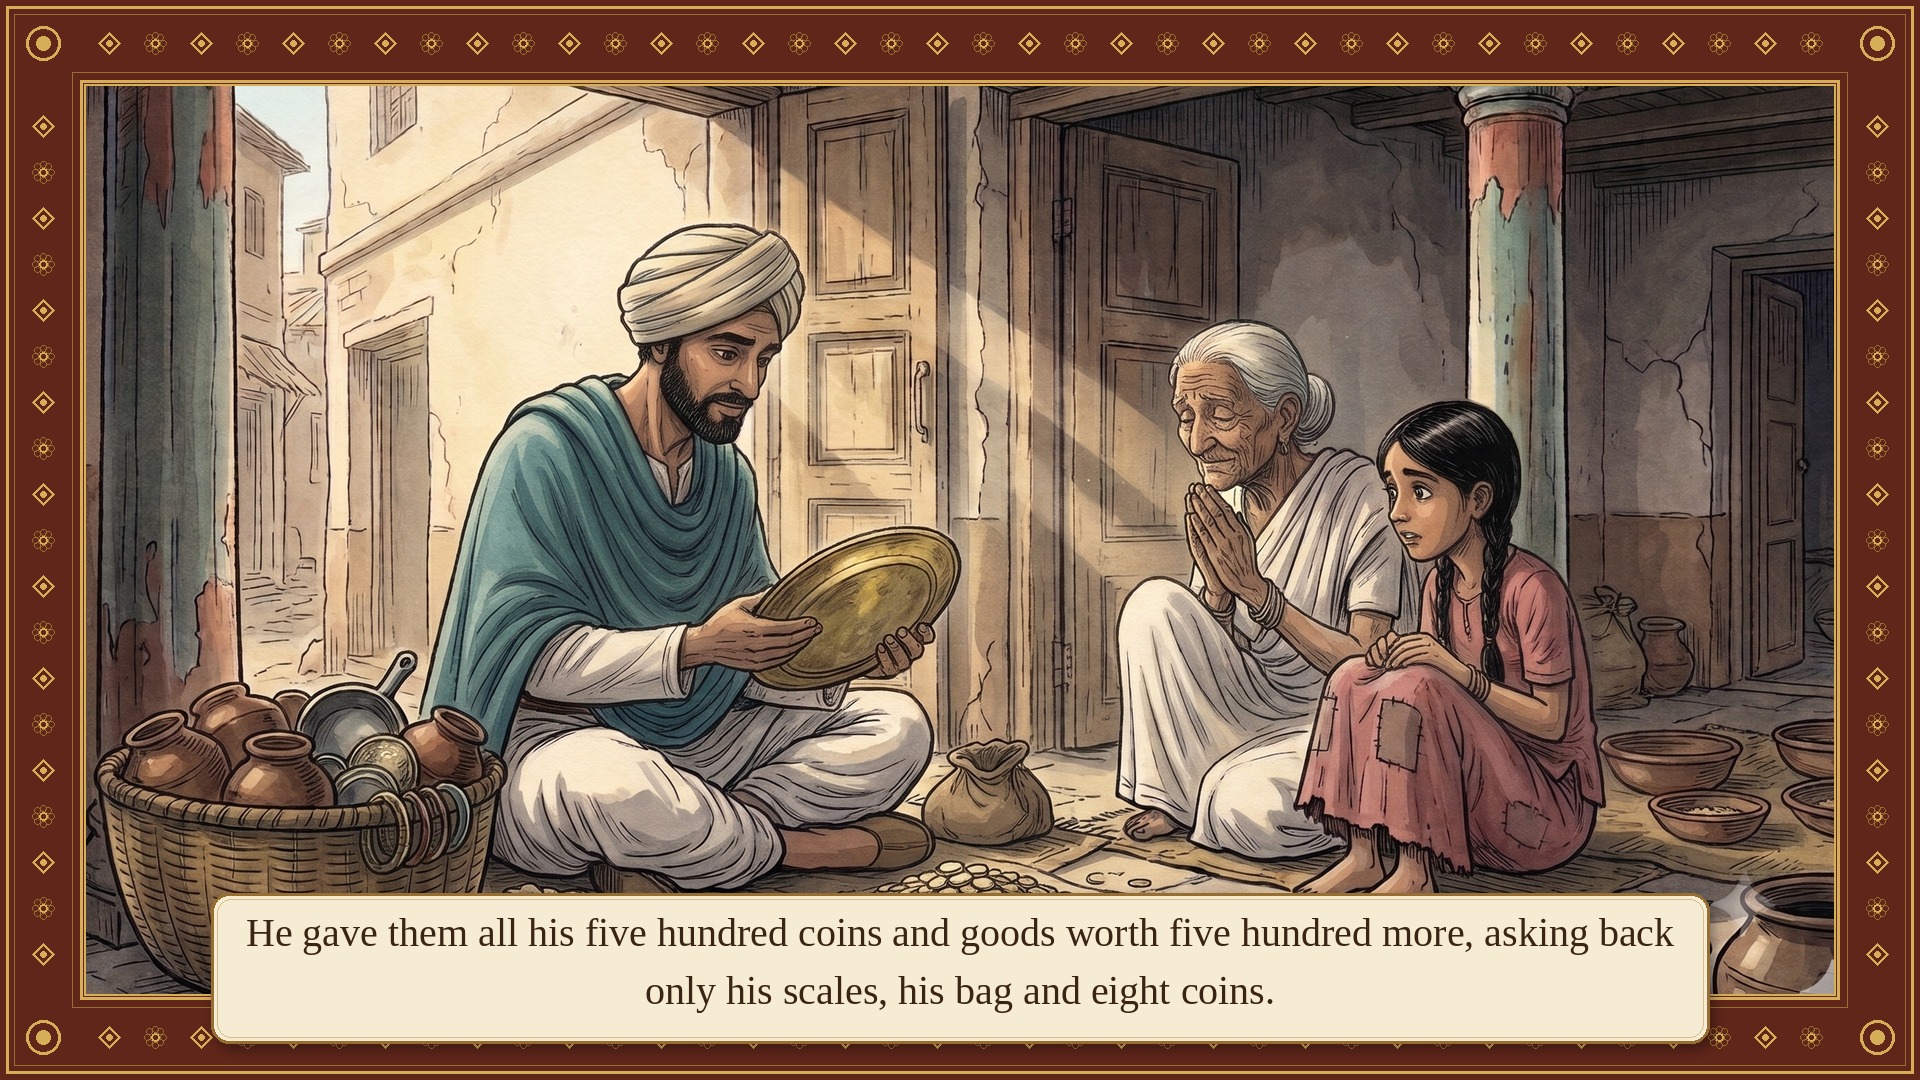 He gave them all his five hundred coins and goods worth five hundred more, asking back
only his scales, his bag and eight coins.